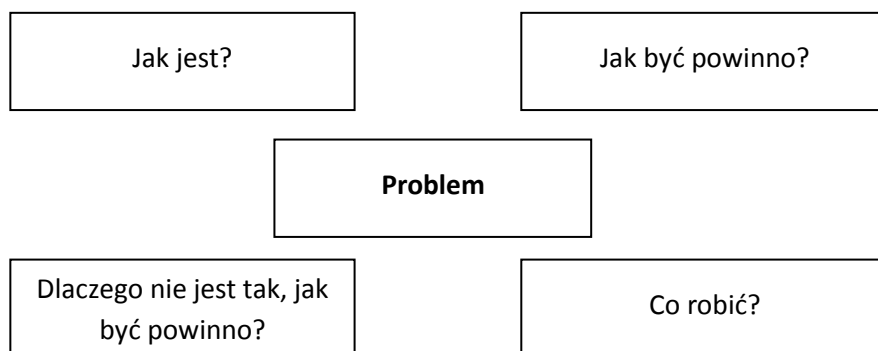 Jak jest?
Jak być powinno?
Problem
Dlaczego nie jest tak, jak
być powinno?
Co robić?